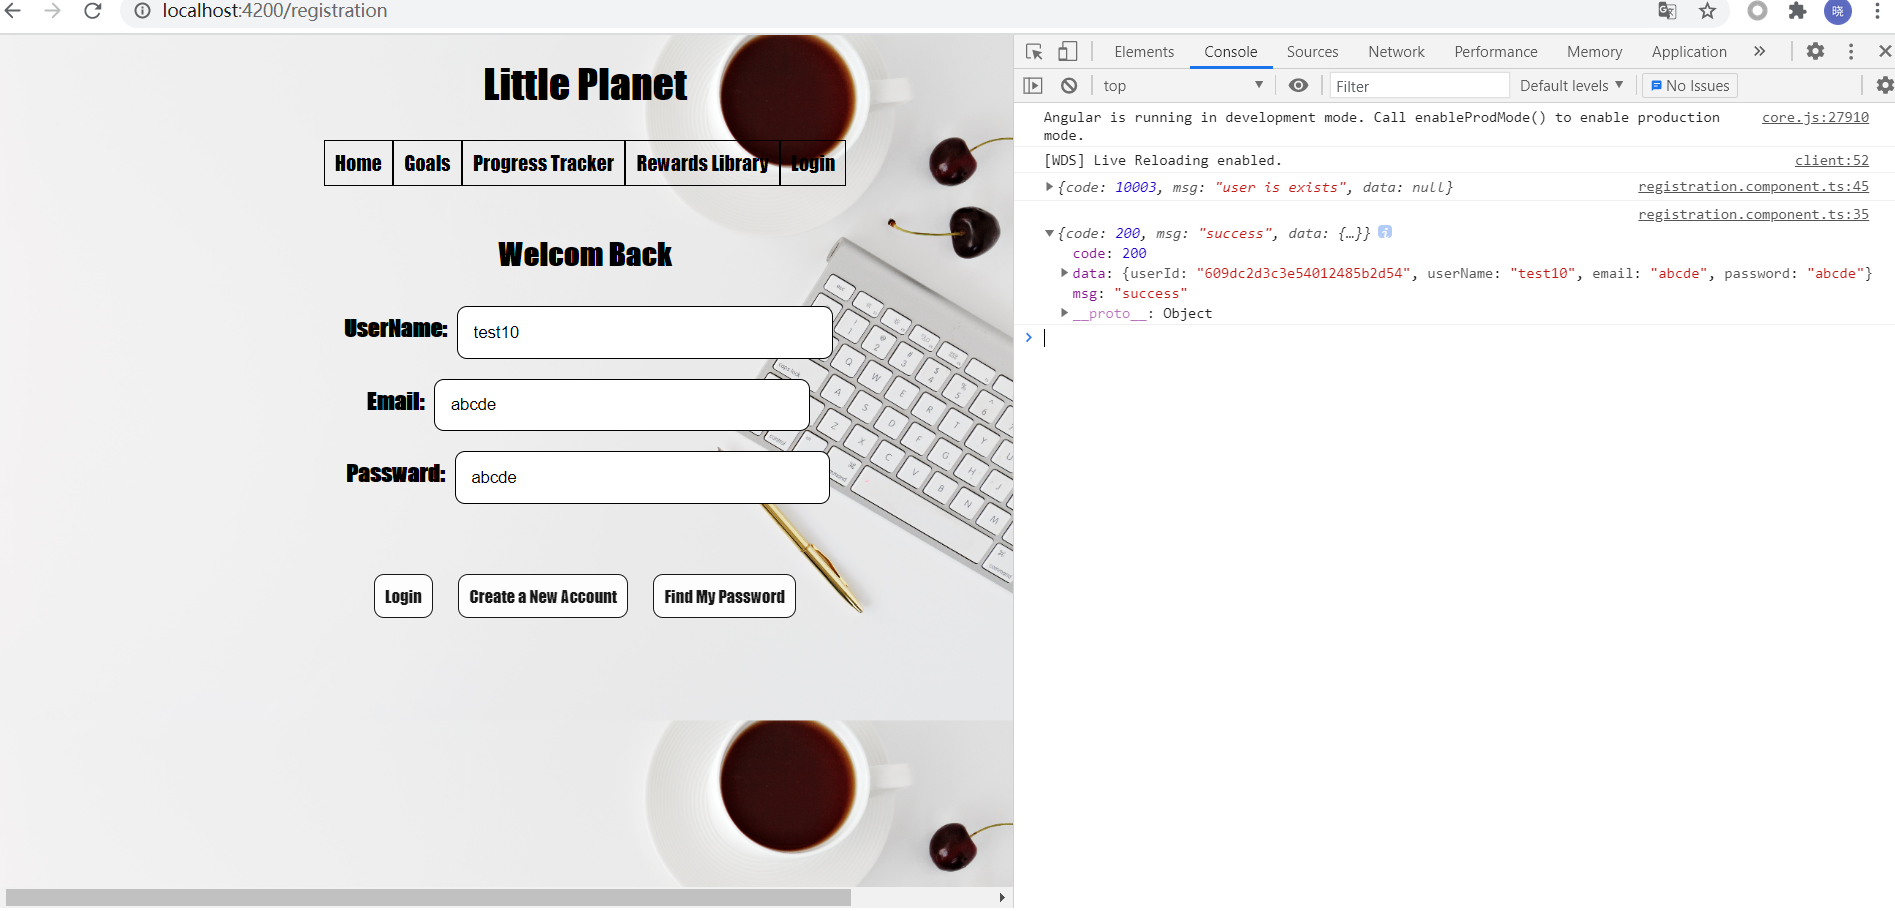 localhost:4200/registration
晓
Little Planet
Home Goals Progress Tracker Rewards Library Login
Welcom Back
UserName: test10
Email: abcde
Passward: abcde
Login Create a New Account Find My Password
Elements Console Sources Network Performance Memory Application »
top Filter Default levels ▼ No Issues
Angular is running in development mode. Call enableProdMode() to enable production core.js:27910
mode.
[WDS] Live Reloading enabled. client:52
{code: 10003, msg: "user is exists", data: null} registration.component.ts:45
registration.component.ts:35
{code: 200, msg: "success", data: {…}}
code: 200
data: {userId: "609dc2d3c3e54012485b2d54", userName: "test10", email: "abcde", password: "abcde"}
msg: "success"
__proto__: Object